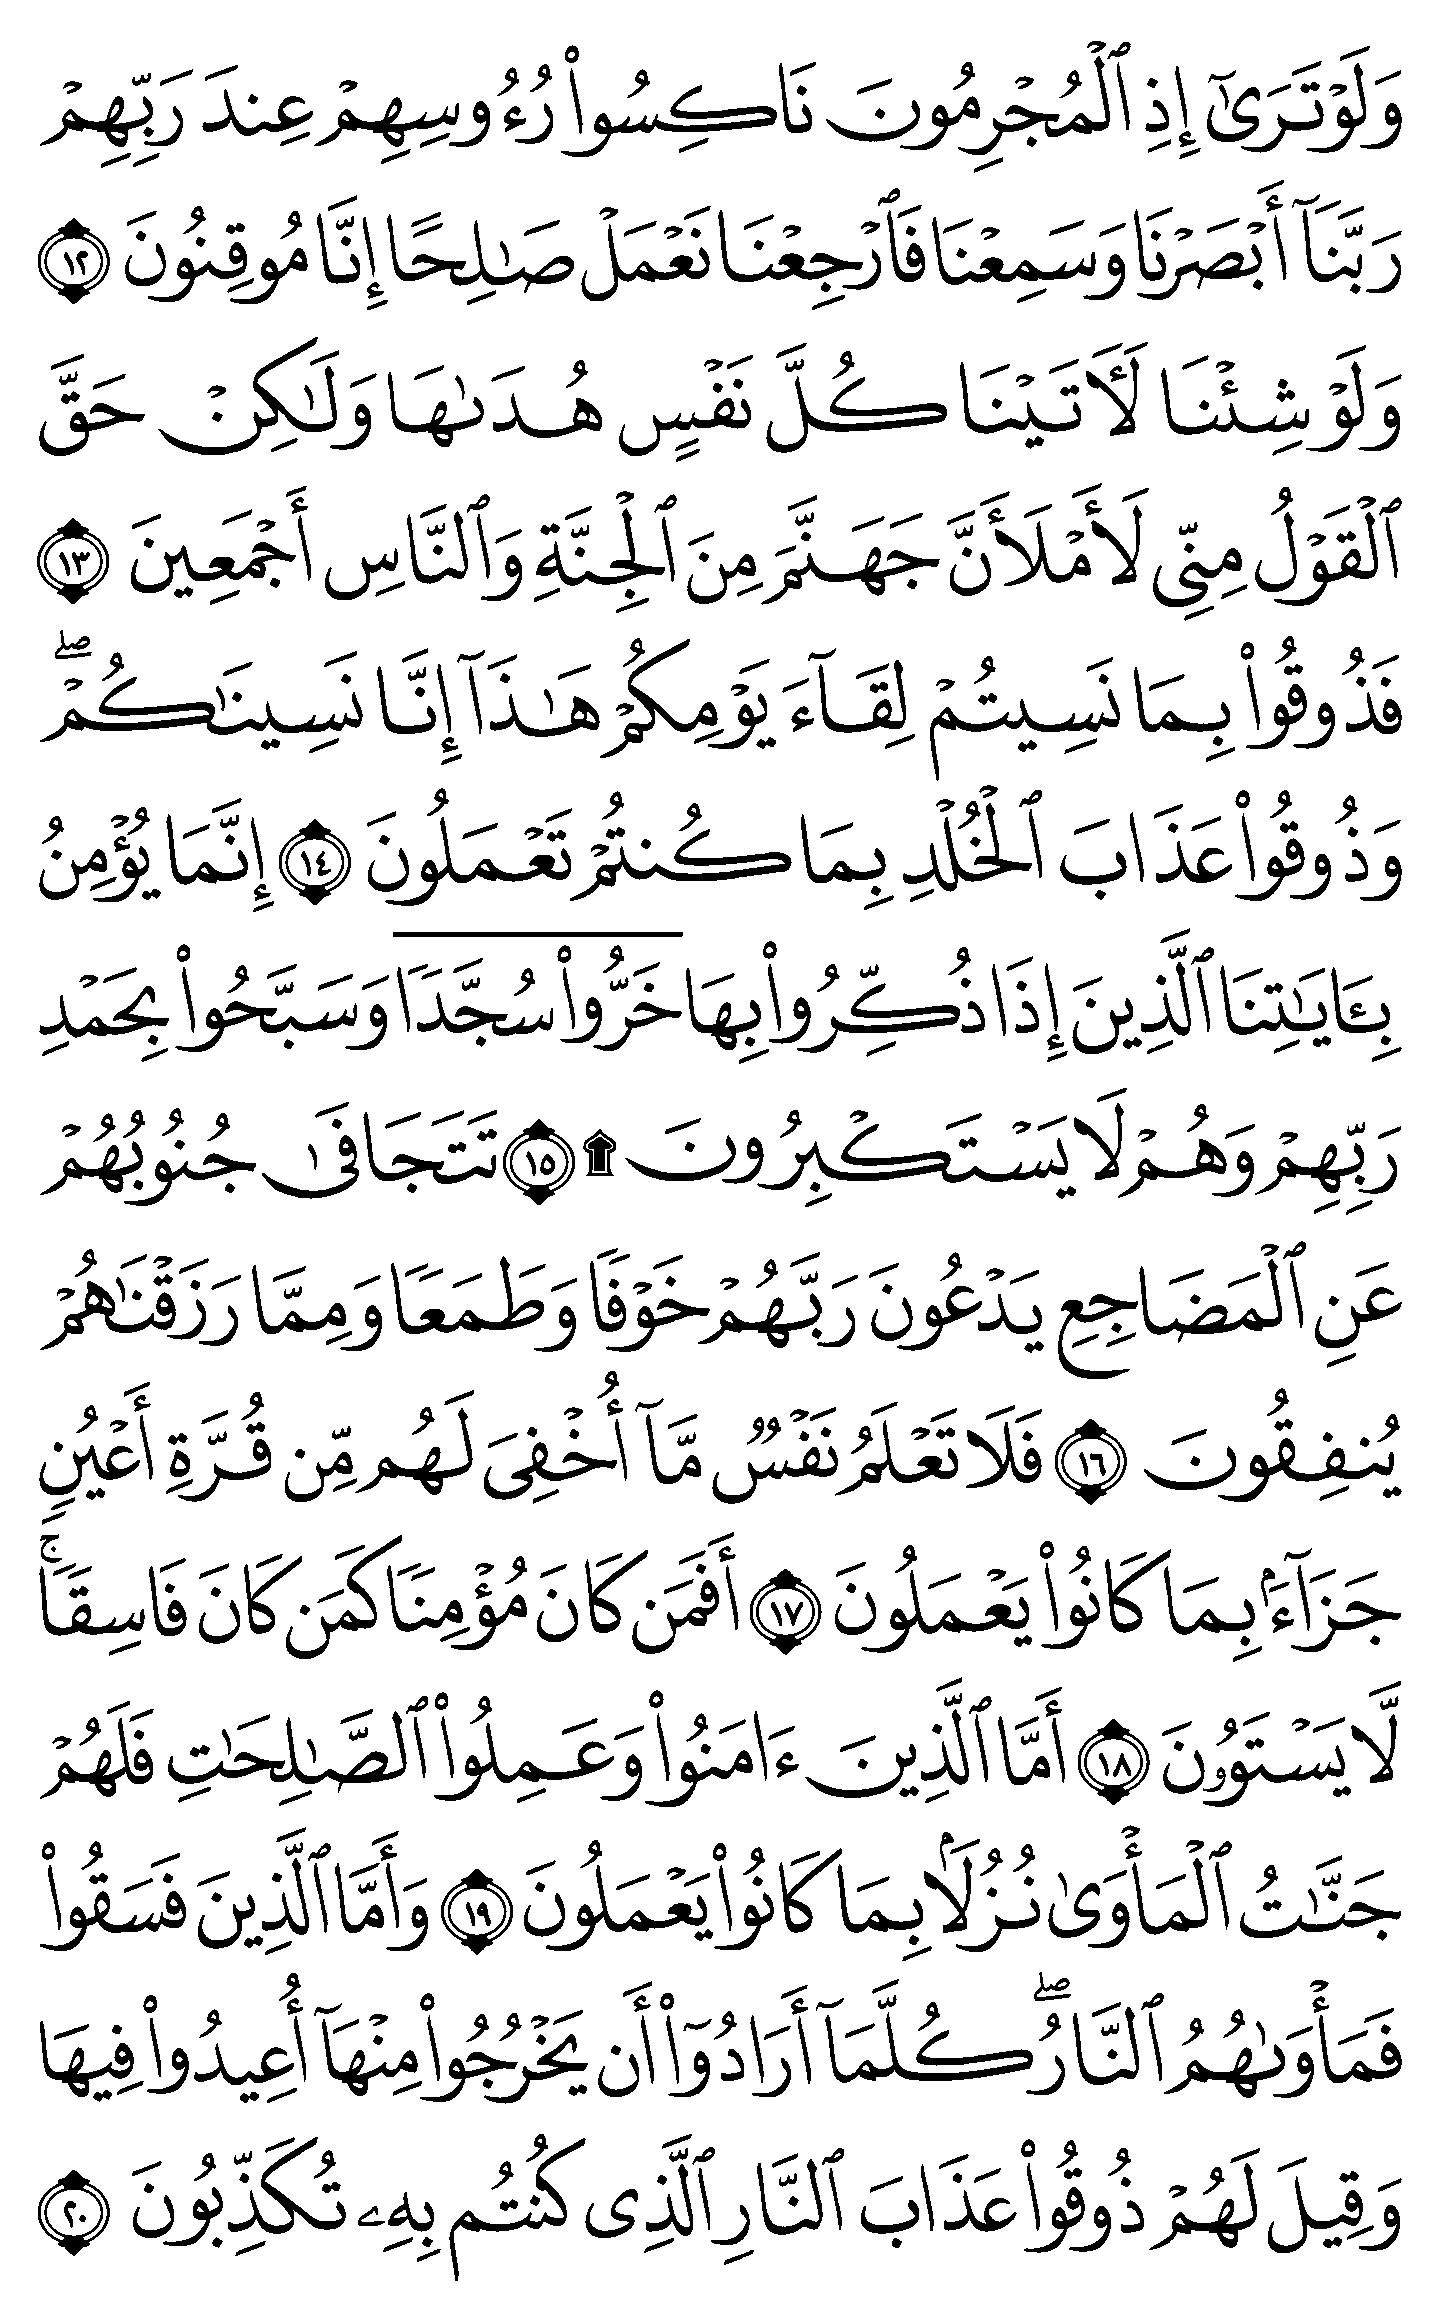 وَلَوْ تَرَىٰٓ إِذِ ٱلْمُجْرِمُونَ نَاكِسُوا۟ رُءُوسِهِمْ عِندَ رَبِّهِمْ
رَبَّنَآ أَبْصَرْنَا وَسَمِعْنَا فَٱرْجِعْنَا نَعْمَلْ صَـٰلِحًا إِنَّا مُوقِنُونَ ١٢
وَلَوْ شِئْنَا لَـَٔاتَيْنَا كُلَّ نَفْسٍ هُدَىٰهَا وَلَـٰكِنْ حَقَّ
ٱلْقَوْلُ مِنِّى لَأَمْلَأَنَّ جَهَنَّمَ مِنَ ٱلْجِنَّةِ وَٱلنَّاسِ أَجْمَعِينَ ١٣
فَذُوقُوا۟ بِمَا نَسِيتُمْ لِقَآءَ يَوْمِكُمْ هَـٰذَآ إِنَّا نَسِينَـٰكُمْ ۖ
وَذُوقُوا۟ عَذَابَ ٱلْخُلْدِ بِمَا كُنتُمْ تَعْمَلُونَ ١٤ إِنَّمَا يُؤْمِنُ
بِـَٔايَـٰتِنَا ٱلَّذِينَ إِذَا ذُكِّرُوا۟ بِهَا خَرُّوا۟ سُجَّدًا وَسَبَّحُوا۟ بِحَمْدِ
رَبِّهِمْ وَهُمْ لَا يَسْتَكْبِرُونَ ۩ ١٥ تَتَجَافَىٰ جُنُوبُهُمْ
عَنِ ٱلْمَضَاجِعِ يَدْعُونَ رَبَّهُمْ خَوْفًا وَطَمَعًا وَمِمَّا رَزَقْنَـٰهُمْ
يُنفِقُونَ ١٦ فَلَا تَعْلَمُ نَفْسٌ مَّآ أُخْفِىَ لَهُم مِّن قُرَّةِ أَعْيُنٍ
جَزَآءًۢ بِمَا كَانُوا۟ يَعْمَلُونَ ١٧ أَفَمَن كَانَ مُؤْمِنًا كَمَن كَانَ فَاسِقًا ۚ
لَّا يَسْتَوُۥنَ ١٨ أَمَّا ٱلَّذِينَ ءَامَنُوا۟ وَعَمِلُوا۟ ٱلصَّـٰلِحَـٰتِ فَلَهُمْ
جَنَّـٰتُ ٱلْمَأْوَىٰ نُزُلًۢا بِمَا كَانُوا۟ يَعْمَلُونَ ١٩ وَأَمَّا ٱلَّذِينَ فَسَقُوا۟
فَمَأْوَىٰهُمُ ٱلنَّارُ ۖ كُلَّمَآ أَرَادُوٓا۟ أَن يَخْرُجُوا۟ مِنْهَآ أُعِيدُوا۟ فِيهَا
وَقِيلَ لَهُمْ ذُوقُوا۟ عَذَابَ ٱلنَّارِ ٱلَّذِى كُنتُم بِهِۦ تُكَذِّبُونَ ٢٠